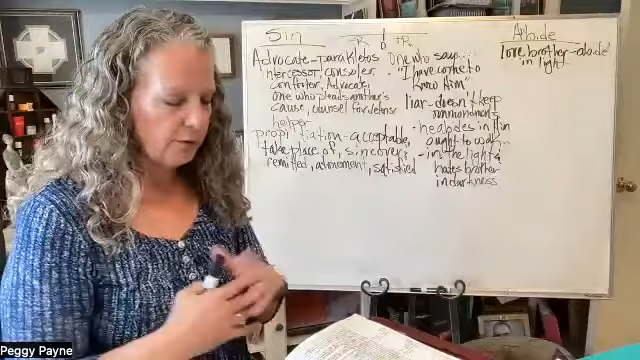 Sin
-R
0
+R
Abide
Advocate-parakletos
intercessor, consoler,
comforter, Advocate,
one who pleads another's
cause, counsel for defense
helper
propitiation-acceptable,
take place of, sin cover,
remitted, atonement, satisfied
One who says...
- "I have come to
know Him"
liar-doesn't keep
commandments
- he abides in Him
ought to walk...
- in the light &
hates brother
in darkness
love brother-abide
in light
Peggy Payne